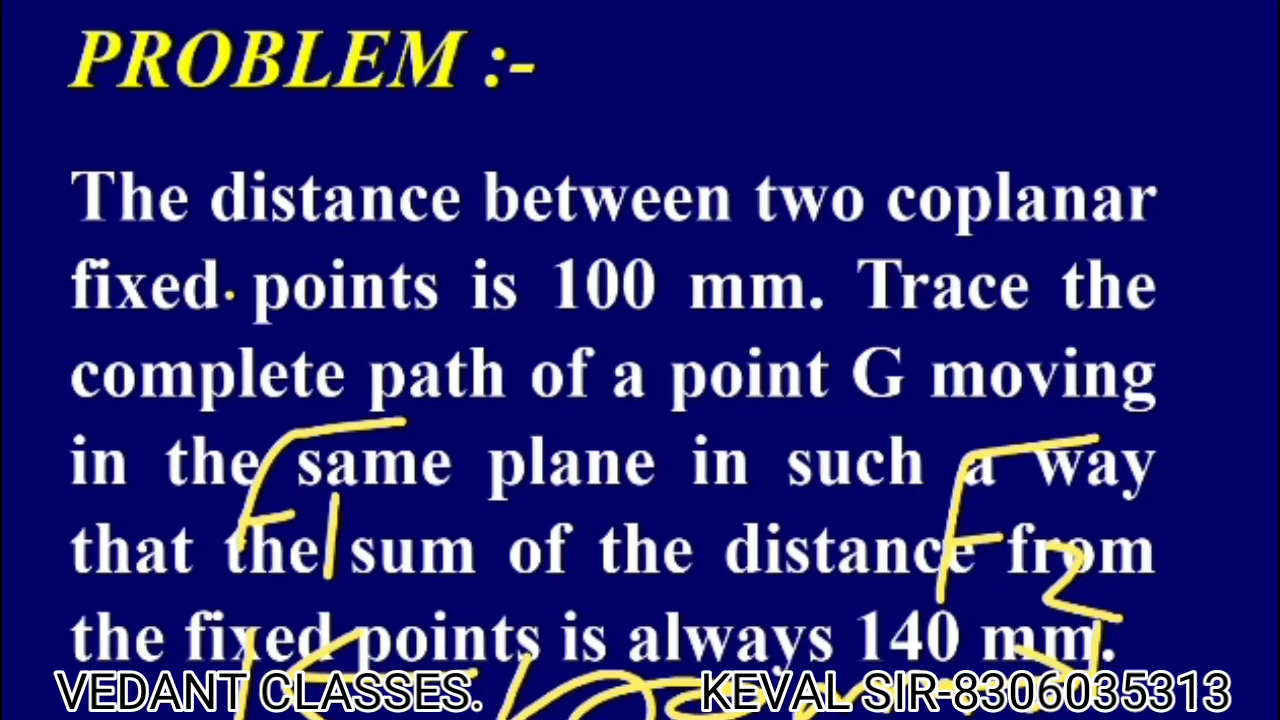 PROBLEM :-
The distance between two coplanar
fixed points is 100 mm. Trace the
complete path of a point G moving
in the same plane in such a way
that the sum of the distance from
the fixed points is always 140 mm.
F1 F2
VEDANT CLASSES. KEVAL SIR-8306035313